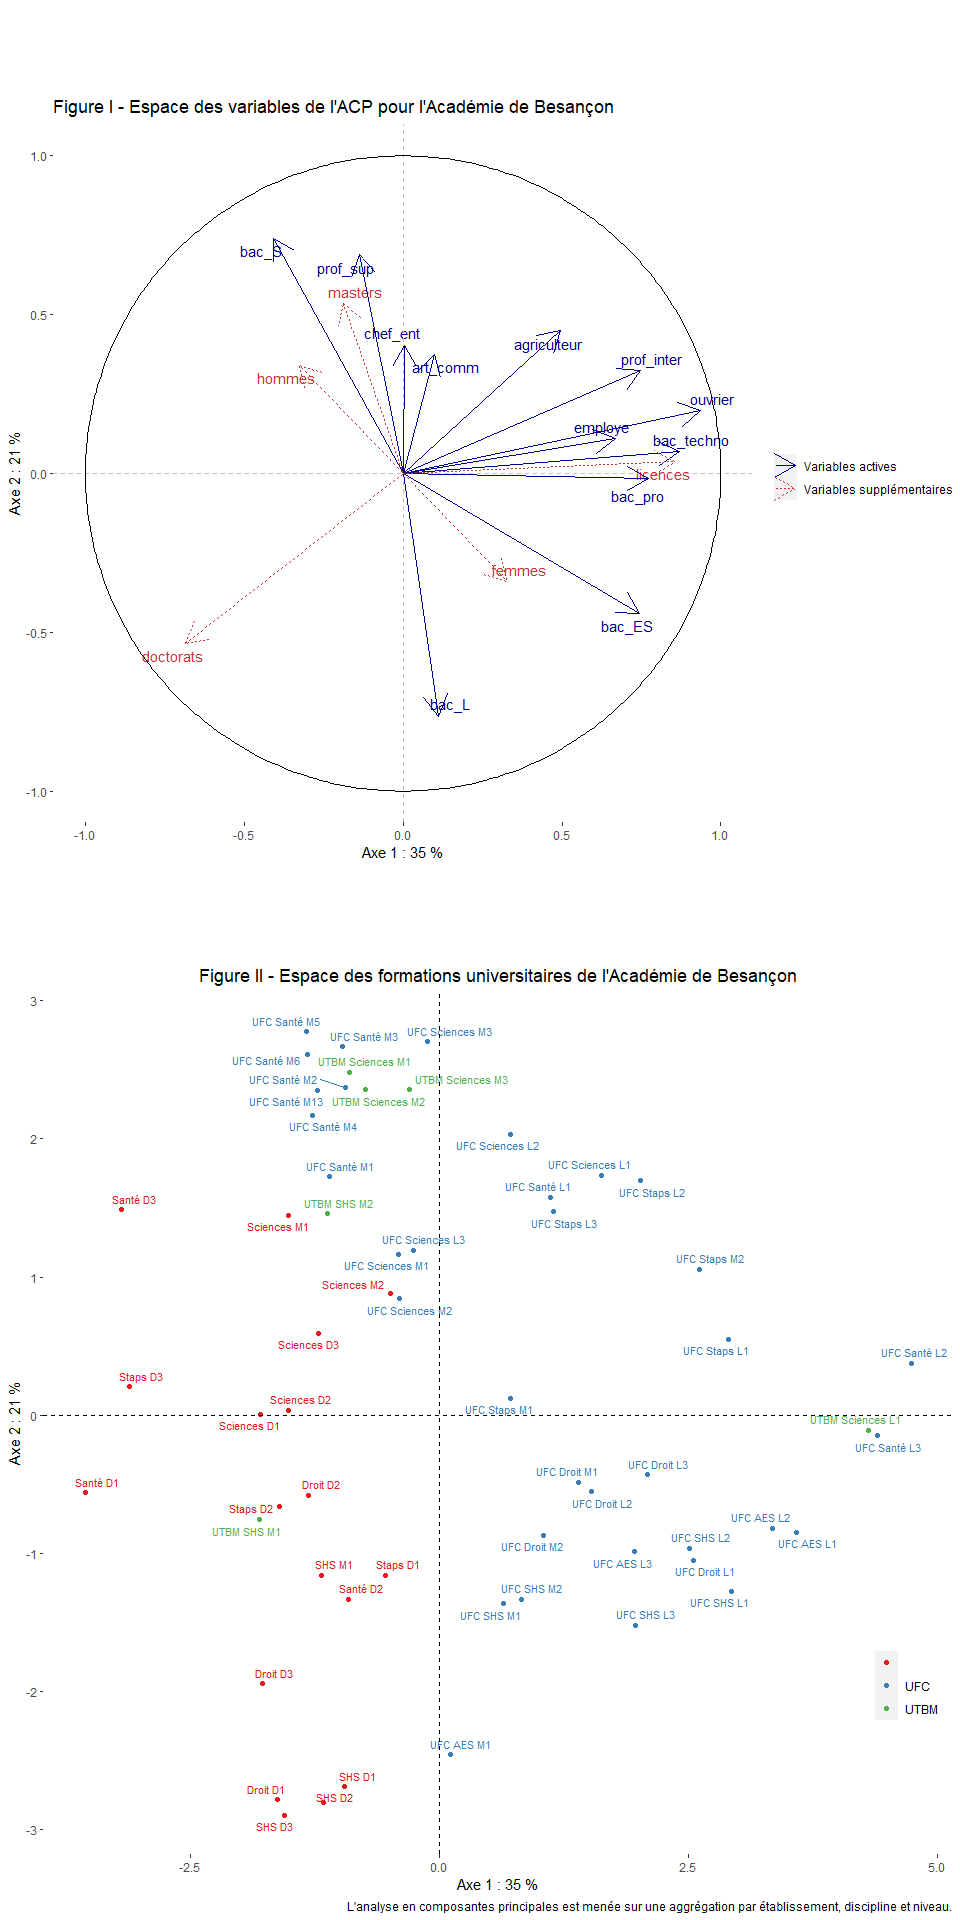 Figure I - Espace des variables de l'ACP pour l'Académie de Besançon
1.0
bac_S
prof_sup
masters
0.5
chef_ent
agriculteur
art_comm
prof_inter
hommes
ouvrier
employe
bac_techno
Variables actives
0.0
licences
Variables supplémentaires
bac_pro
Axe 2 : 21 %
femmes
bac_ES
-0.5
doctorats
bac_L
-1.0
-1.0 -0.5 0.0 0.5 1.0
Axe 1 : 35 %
Figure II - Espace des formations universitaires de l'Académie de Besançon
3
UFC Santé M5
UFC Sciences M3
UFC Santé M3
UFC Santé M6
UTBM Sciences M1
UFC Santé M2
UTBM Sciences M3
UFC Santé M13
UTBM Sciences M2
UFC Santé M4
2
UFC Sciences L2
UFC Santé M1
UFC Sciences L1
UFC Santé L1
UFC Staps L2
Santé D3
UTBM SHS M2
Sciences M1
UFC Staps L3
UFC Sciences L3
UFC Sciences M1
UFC Staps M2
1
Sciences M2
UFC Sciences M2
Sciences D3
UFC Staps L1
UFC Santé L2
Staps D3
Sciences D2
UFC Staps M1
0
UTBM Sciences L1
Sciences D1
UFC Santé L3
Axe 2 : 21 %
UFC Droit L3
UFC Droit M1
Santé D1
Droit D2
UFC Droit L2
Staps D2
UFC AES L2
UTBM SHS M1
UFC SHS L2
UFC AES L1
UFC Droit M2
-1
UFC AES L3
SHS M1
Staps D1
UFC Droit L1
Santé D2
UFC SHS M2
UFC SHS L1
UFC SHS M1
UFC SHS L3
Droit D3
UFC
-2
UTBM
UFC AES M1
SHS D1
Droit D1
SHS D2
SHS D3
-3
-2.5 0.0 2.5 5.0
Axe 1 : 35 %
L'analyse en composantes principales est menée sur une aggrégation par établissement, discipline et niveau.